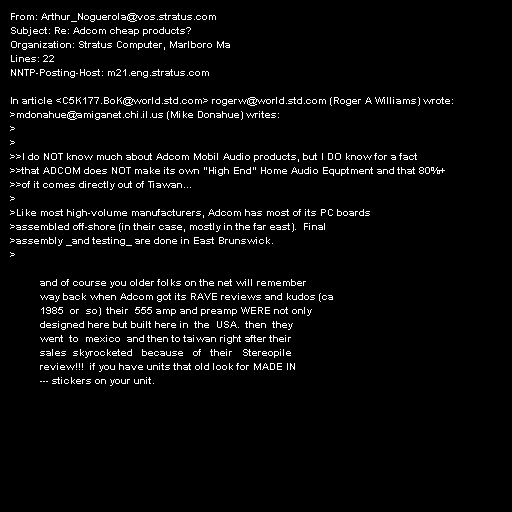 From: Arthur_Noguerola@vos.stratus.com
Subject: Re: Adcom cheap products?
Organization: Stratus Computer, Marlboro Ma
Lines: 22
NNTP-Posting-Host: m21.eng.stratus.com

In article <C5K177.BoK@world.std.com> rogerw@world.std.com (Roger A Williams) wrote:
>mdonahue@amiganet.chi.il.us (Mike Donahue) writes:
>
>
>>I do NOT know much about Adcom Mobil Audio products, but I DO know for a fact
>>that ADCOM does NOT make its own "High End" Home Audio Equptment and that 80%+
>>of it comes directly out of Tiawan...
>
>Like most high-volume manufacturers, Adcom has most of its PC boards
>assembled off-shore (in their case, mostly in the far east).  Final
>assembly _and testing_ are done in East Brunswick.
>

and of course you older folks on the net will remember
way back when Adcom got its RAVE reviews and kudos (ca
1985  or  so)  their  555 amp and preamp WERE not only
designed here but built here in  the  USA.  then  they
went  to  mexico  and then to taiwan right after their
sales  skyrocketed   because   of   their   Stereopile
review!!!  if you have units that old look for MADE IN
--- stickers on your unit.